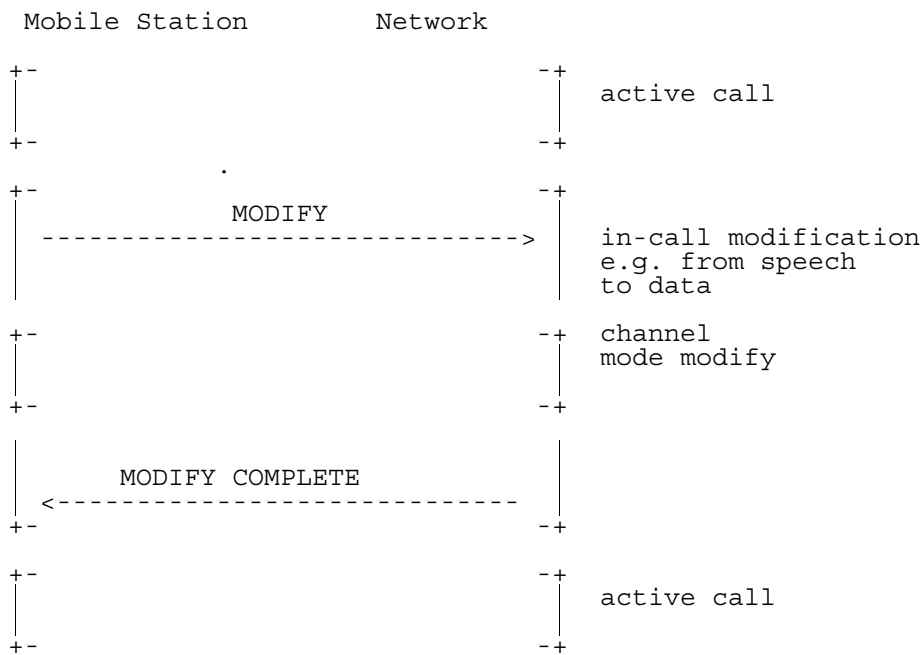 Mobile Station Network
+- -+
active call
+- -+
.
+- -+
MODIFY
------------------------------> in-call modification
e.g. from speech
to data
+- -+ channel
mode modify
+- -+
MODIFY COMPLETE
<-----------------------------
+- -+
+- -+
active call
+- -+